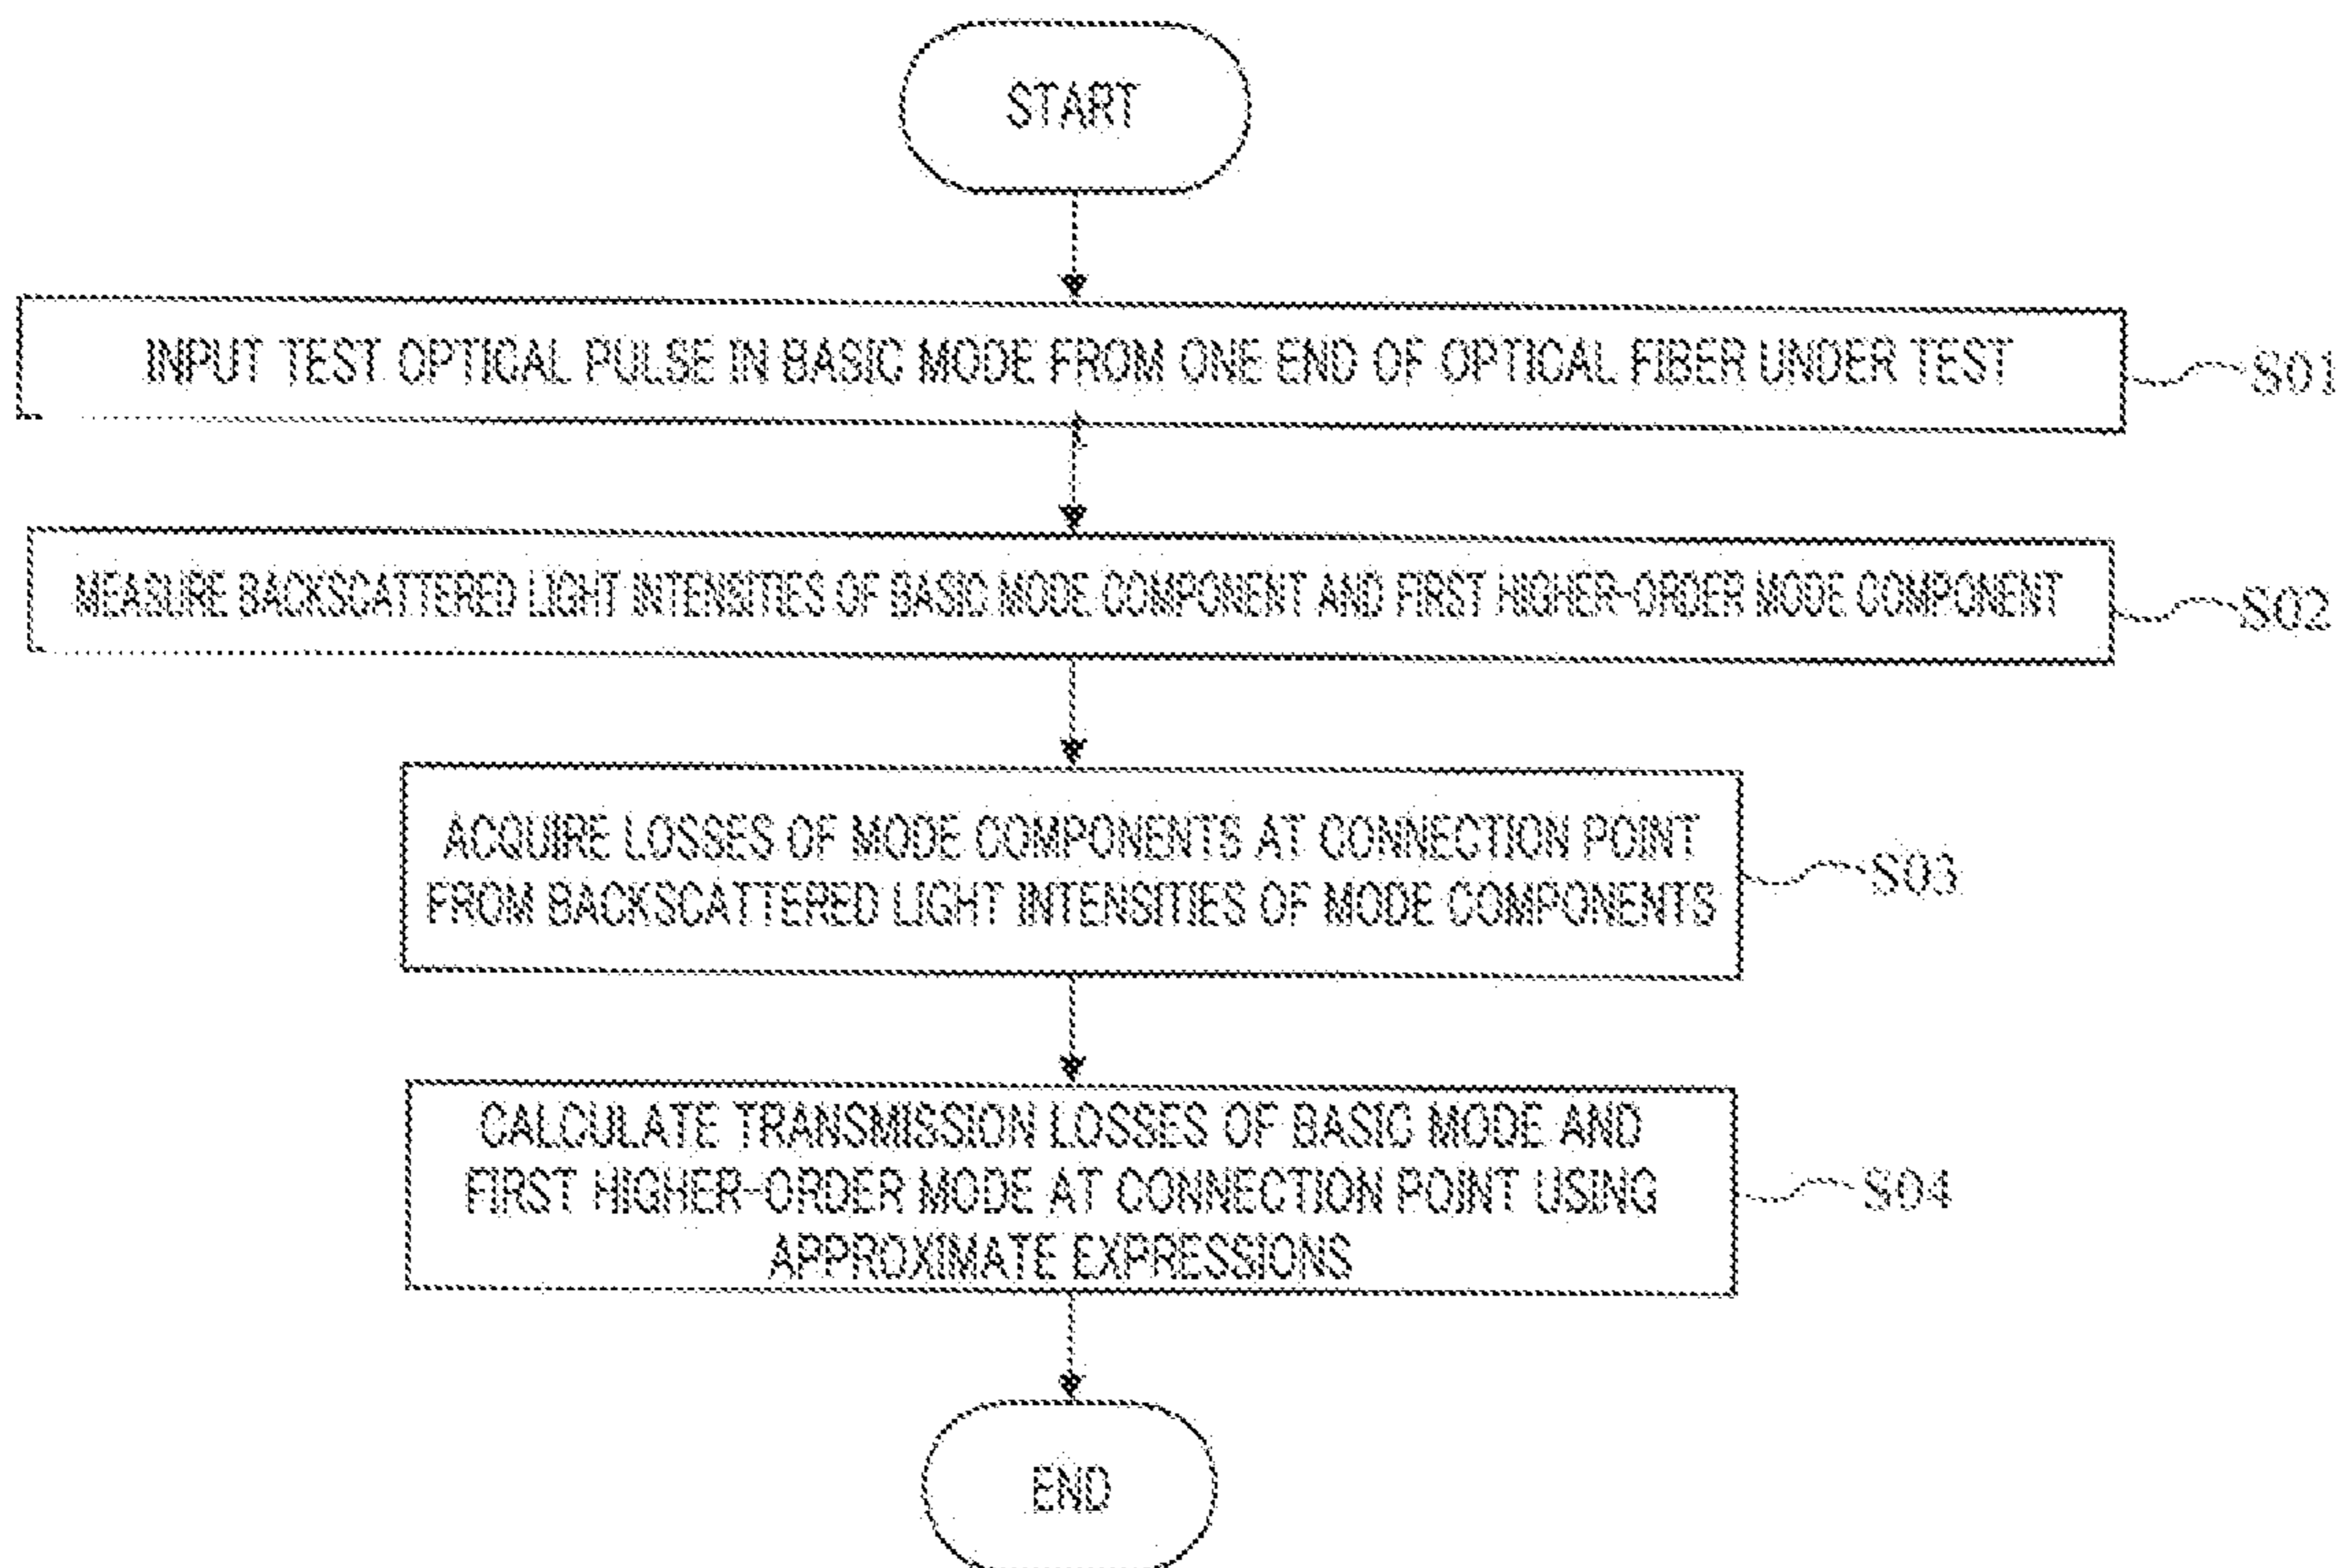 START
INPUT TEST OPTICAL PULSE IN BASIC MODE FROM ONE END OF OPTICAL FIBER UNDER TEST
S01
MEASURE BACKSCATTERED LIGHT INTENSITIES OF BASIC MODE COMPONENT AND FIRST HIGHER-ORDER MODE COMPONENT
S02
ACQUIRE LOSSES OF MODE COMPONENTS AT CONNECTION POINT
FROM BACKSCATTERED LIGHT INTENSITIES OF MODE COMPONENTS
S03
CALCULATE TRANSMISSION LOSSES OF BASIC MODE AND
FIRST HIGHER-ORDER MODE AT CONNECTION POINT USING
APPROXIMATE EXPRESSIONS
S04
END